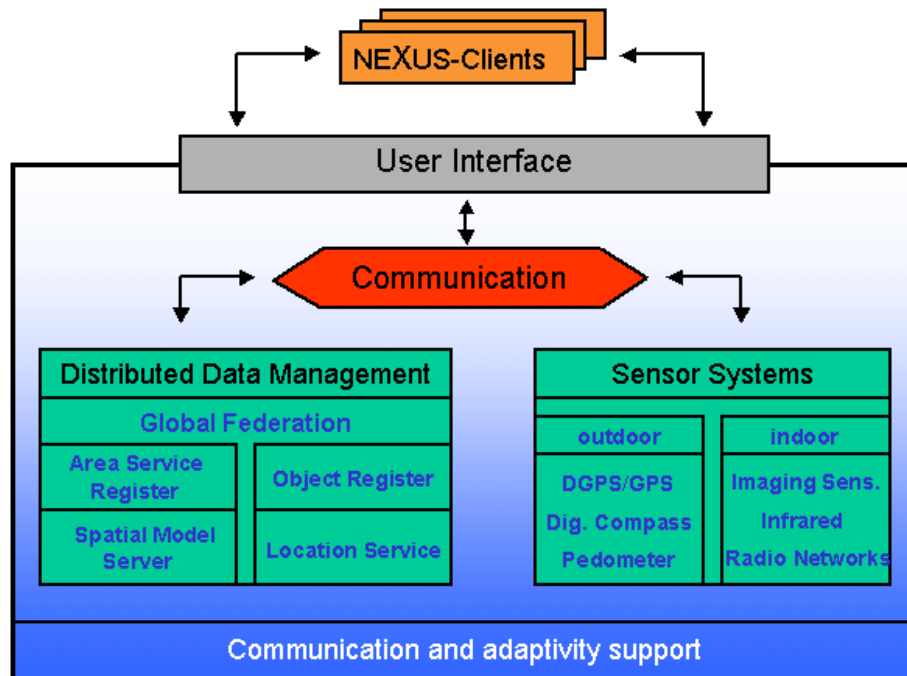 NEXUS-Clients
User Interface
Communication
Distributed Data Management
Global Federation
Area Service
Register
Object Register
Spatial Model
Server
Location Service
Sensor Systems
outdoor
indoor
DGPS/GPS
Dig. Compass
Pedometer
Imaging Sens.
Infrared
Radio Networks
Communication and adaptivity support